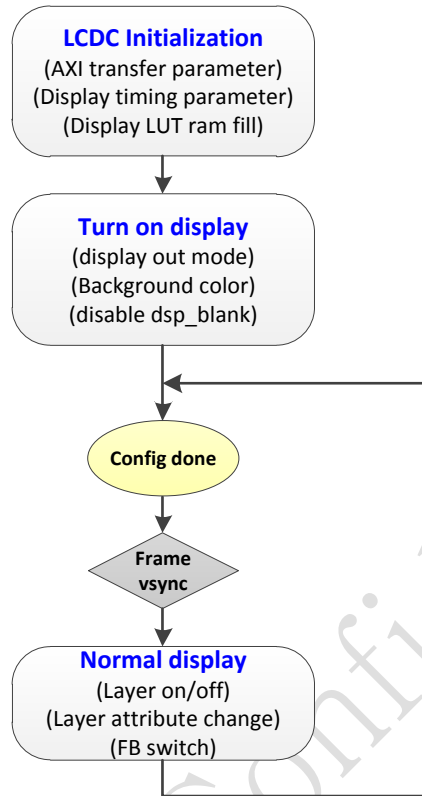 LCDC Initialization
(AXI transfer parameter)
(Display timing parameter)
(Display LUT ram fill)
Turn on display
(display out mode)
(Background color)
(disable dsp_blank)
Config done
Frame
vsync
Normal display
(Layer on/off)
(Layer attribute change)
(FB switch)
Confi